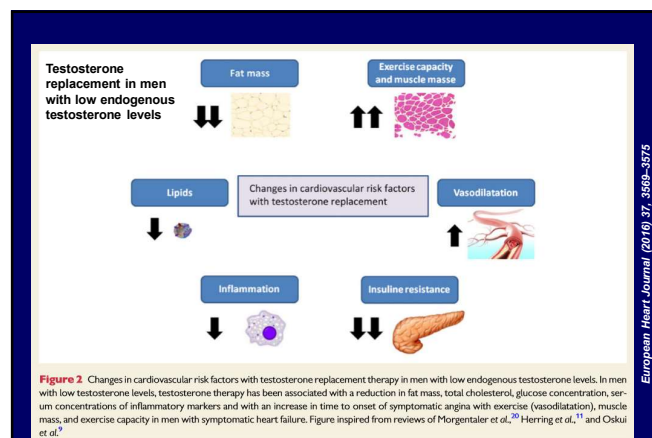 Testosterone
replacement in men
with low endogenous
testosterone levels
Fat mass
Exercise capacity
and muscle masse
Lipids
Changes in cardiovascular risk factors
with testosterone replacement
Vasodilatation
Inflammation
Insuline resistance
Figure 2 Changes in cardiovascular risk factors with testosterone replacement therapy in men with low endogenous testosterone levels. In men
with low testosterone levels, testosterone therapy has been associated with a reduction in fat mass, total cholesterol, glucose concentration, ser-
um concentrations of inflammatory markers and with an increase in time to onset of symptomatic angina with exercise (vasodilatation), muscle
mass, and exercise capacity in men with symptomatic heart failure. Figure inspired from reviews of Morgentaler et al.,20 Herring et al.,11 and Oskui
et al.9
European Heart Journal (2016) 37, 3569–3575